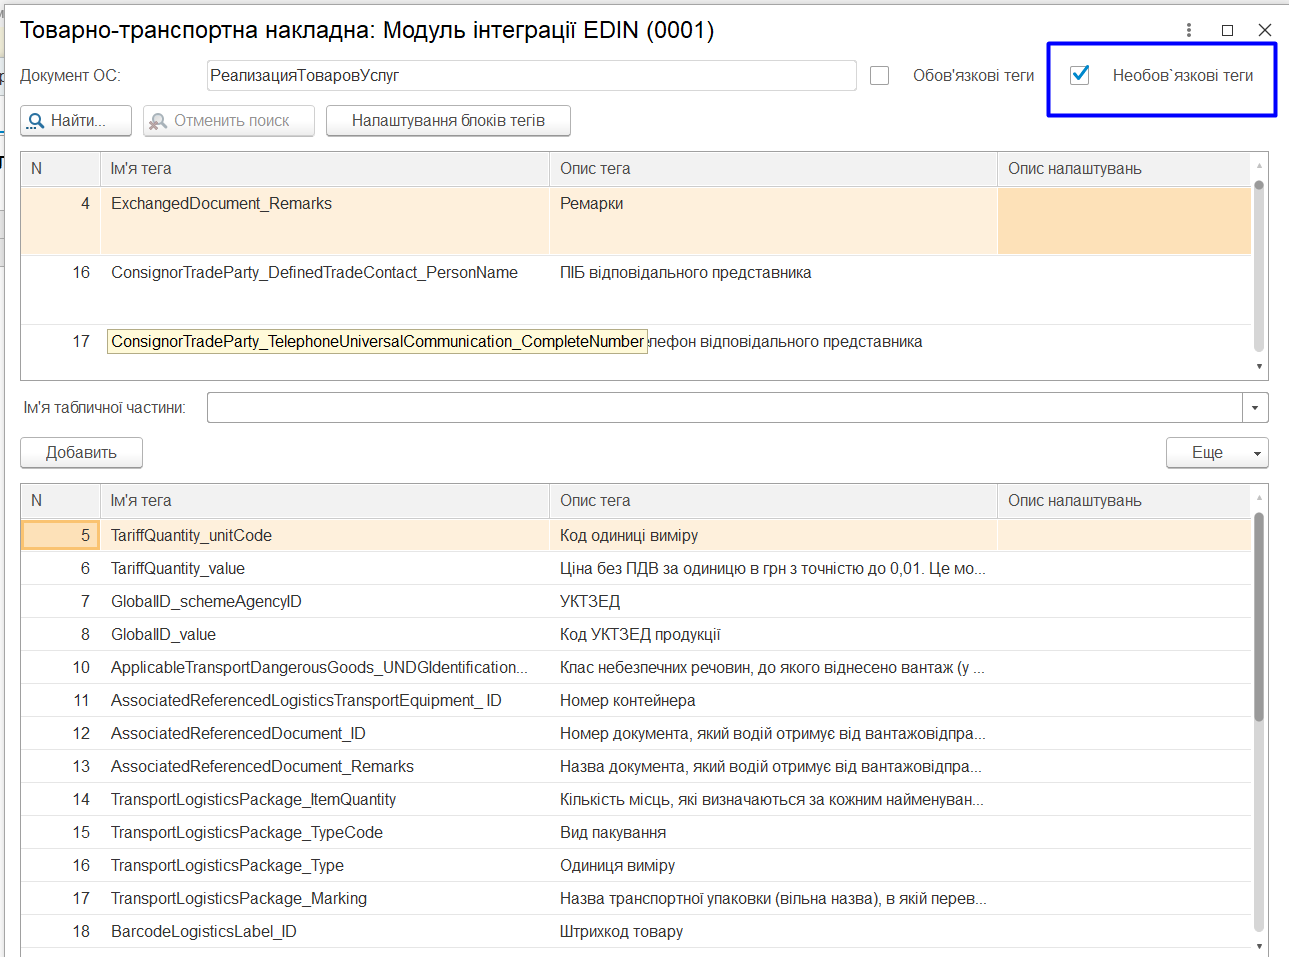 Товарно-транспортна накладна: Модуль інтеграції EDIN (0001)
Документ ОС: РеализацияТоваровУслуг Обов'язкові теги Необов`язкові теги
Найти... Отменить поиск Налаштування блоків тегів
N Ім'я тега Опис тега Опис налаштувань
4 ExchangedDocument_Remarks Ремарки
16 ConsignorTradeParty_DefinedTradeContact_PersonName ПІБ відповідального представника
17 ConsignorTradeParty_TelephoneUniversalCommunication_CompleteNumber елефон відповідального представника
Ім'я табличної частини:
Добавить Еще
N Ім'я тега Опис тега Опис налаштувань
5 TariffQuantity_unitCode Код одиниці виміру
6 TariffQuantity_value Ціна без ПДВ за одиницю в грн з точністю до 0,01. Це мо...
7 GlobalID_schemeAgencyID УКТЗЕД
8 GlobalID_value Код УКТЗЕД продукції
10 ApplicableTransportDangerousGoods_UNDGIdentification... Клас небезпечних речовин, до якого віднесено вантаж (у ...
11 AssociatedReferencedLogisticsTransportEquipment_ ID Номер контейнера
12 AssociatedReferencedDocument_ID Номер документа, який водій отримує від вантажовідпра...
13 AssociatedReferencedDocument_Remarks Назва документа, який водій отримує від вантажовідпра...
14 TransportLogisticsPackage_ItemQuantity Кількість місць, які визначаються за кожним найменуван...
15 TransportLogisticsPackage_TypeCode Вид пакування
16 TransportLogisticsPackage_Type Одиниця виміру
17 TransportLogisticsPackage_Marking Назва транспортної упаковки (вільна назва), в якій перев...
18 BarcodeLogisticsLabel_ID Штрихкод товару